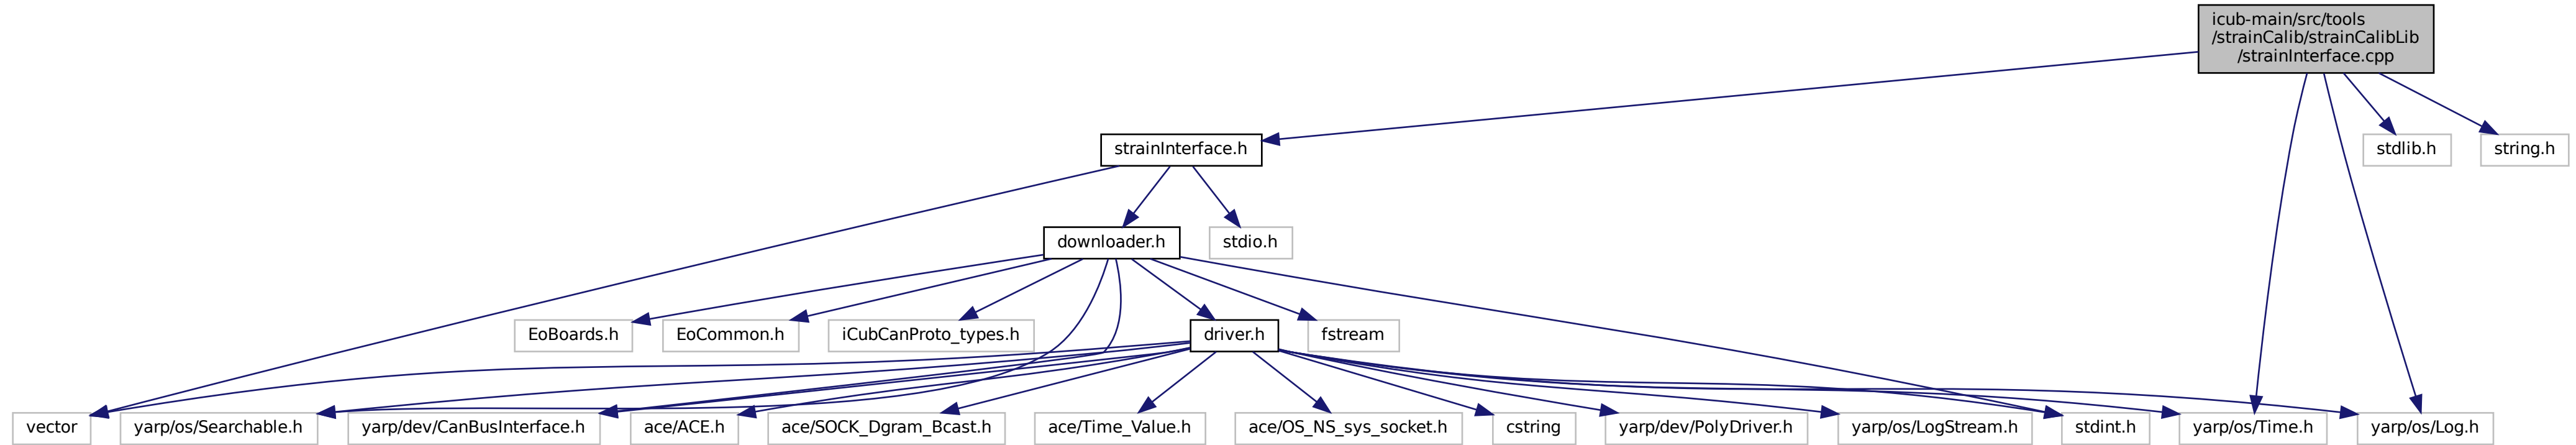 icub-main/src/tools
/strainCalib/strainCalibLib
/strainInterface.cpp
strainInterface.h
stdlib.h
string.h
downloader.h
stdio.h
EoBoards.h
EoCommon.h
iCubCanProto_types.h
driver.h
fstream
vector
yarp/os/Searchable.h
yarp/dev/CanBusInterface.h
ace/ACE.h
ace/SOCK_Dgram_Bcast.h
ace/Time_Value.h
ace/OS_NS_sys_socket.h
cstring
yarp/dev/PolyDriver.h
yarp/os/LogStream.h
stdint.h
yarp/os/Time.h
yarp/os/Log.h